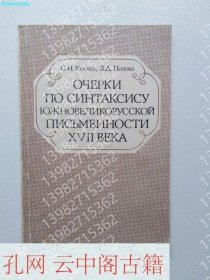 С.И. Котков, З.Д. Попова
ОЧЕРКИ
ПО СИНТАКСИСУ
ЮЖНОВЕЛИКОРУССКОЙ
ПИСЬМЕННОСТИ
XVII ВЕКА
孔网 云中阁古籍